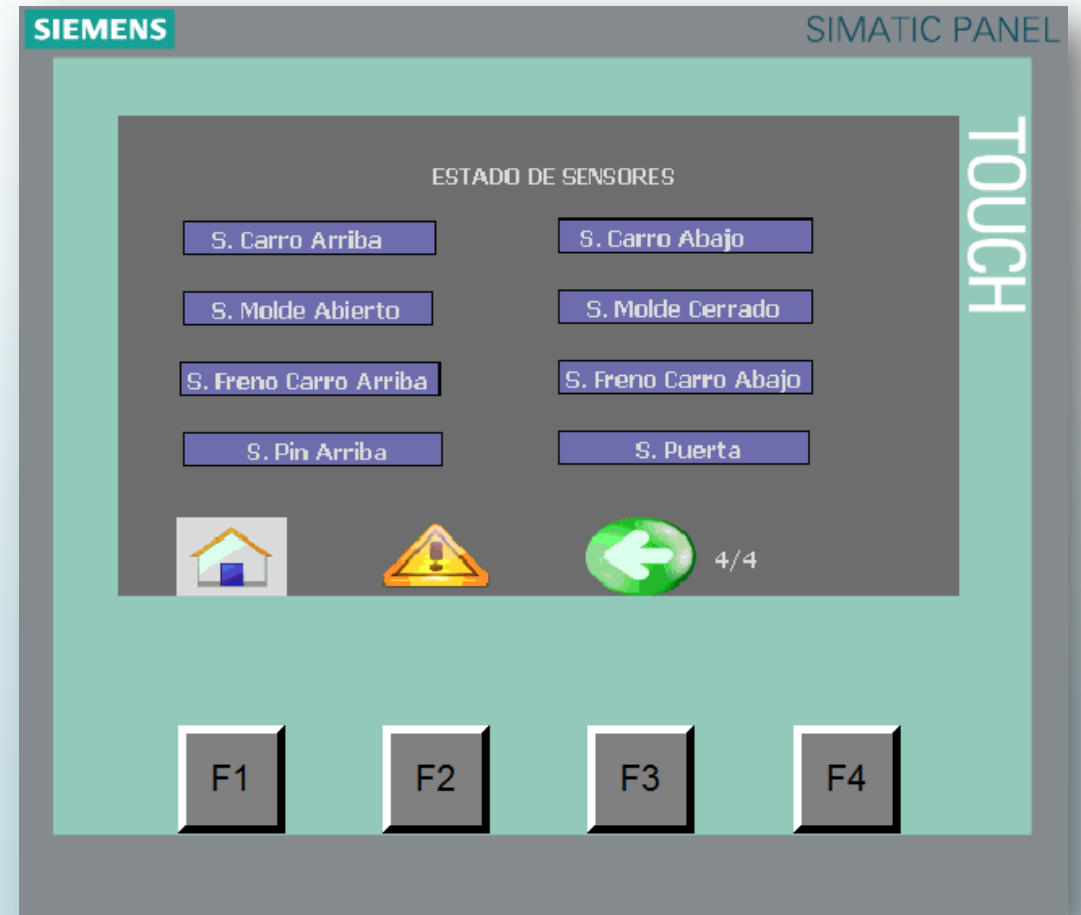 SIEMENS
SIMATIC PANEL
TOUCH
ESTADO DE SENSORES
S. Carro Arriba
S. Carro Abajo
S. Molde Abierto
S. Molde Cerrado
S. Freno Carro Arriba
S. Freno Carro Abajo
S. Pin Arriba
S. Puerta
4/4
F1
F2
F3
F4